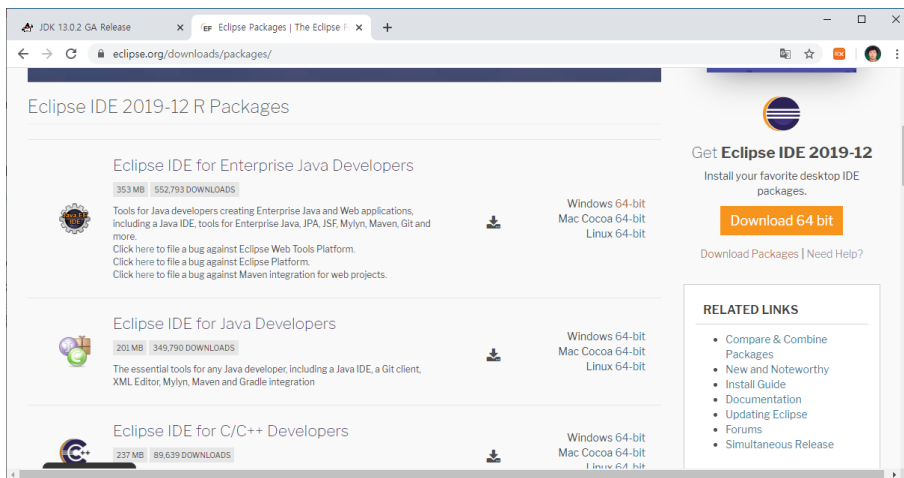 JDK 13.0.2 GA Release
Eclipse Packages | The Eclipse F
eclipse.org/downloads/packages/
Eclipse IDE 2019-12 R Packages
Eclipse IDE for Enterprise Java Developers
353 MB 552,793 DOWNLOADS
Java EE
IDE
Tools for Java developers creating Enterprise Java and Web applications,
including a Java IDE, tools for Enterprise Java, JPA, JSF, Mylyn, Maven, Git and
more.
Click here to file a bug against Eclipse Web Tools Platform.
Click here to file a bug against Eclipse Platform.
Click here to file a bug against Maven integration for web projects.
Windows 64-bit
Mac Cocoa 64-bit
Linux 64-bit
Eclipse IDE for Java Developers
201 MB 349,790 DOWNLOADS
The essential tools for any Java developer, including a Java IDE, a Git client,
XML Editor, Mylyn, Maven and Gradle integration
Windows 64-bit
Mac Cocoa 64-bit
Linux 64-bit
Eclipse IDE for C/C++ Developers
237 MB 89,639 DOWNLOADS
Windows 64-bit
Mac Cocoa 64-bit
Linux 64-bit
Get Eclipse IDE 2019-12
Install your favorite desktop IDE
packages.
Download 64 bit
Download Packages | Need Help?
RELATED LINKS
Compare & Combine
Packages
New and Noteworthy
Install Guide
Documentation
Updating Eclipse
Forums
Simultaneous Release